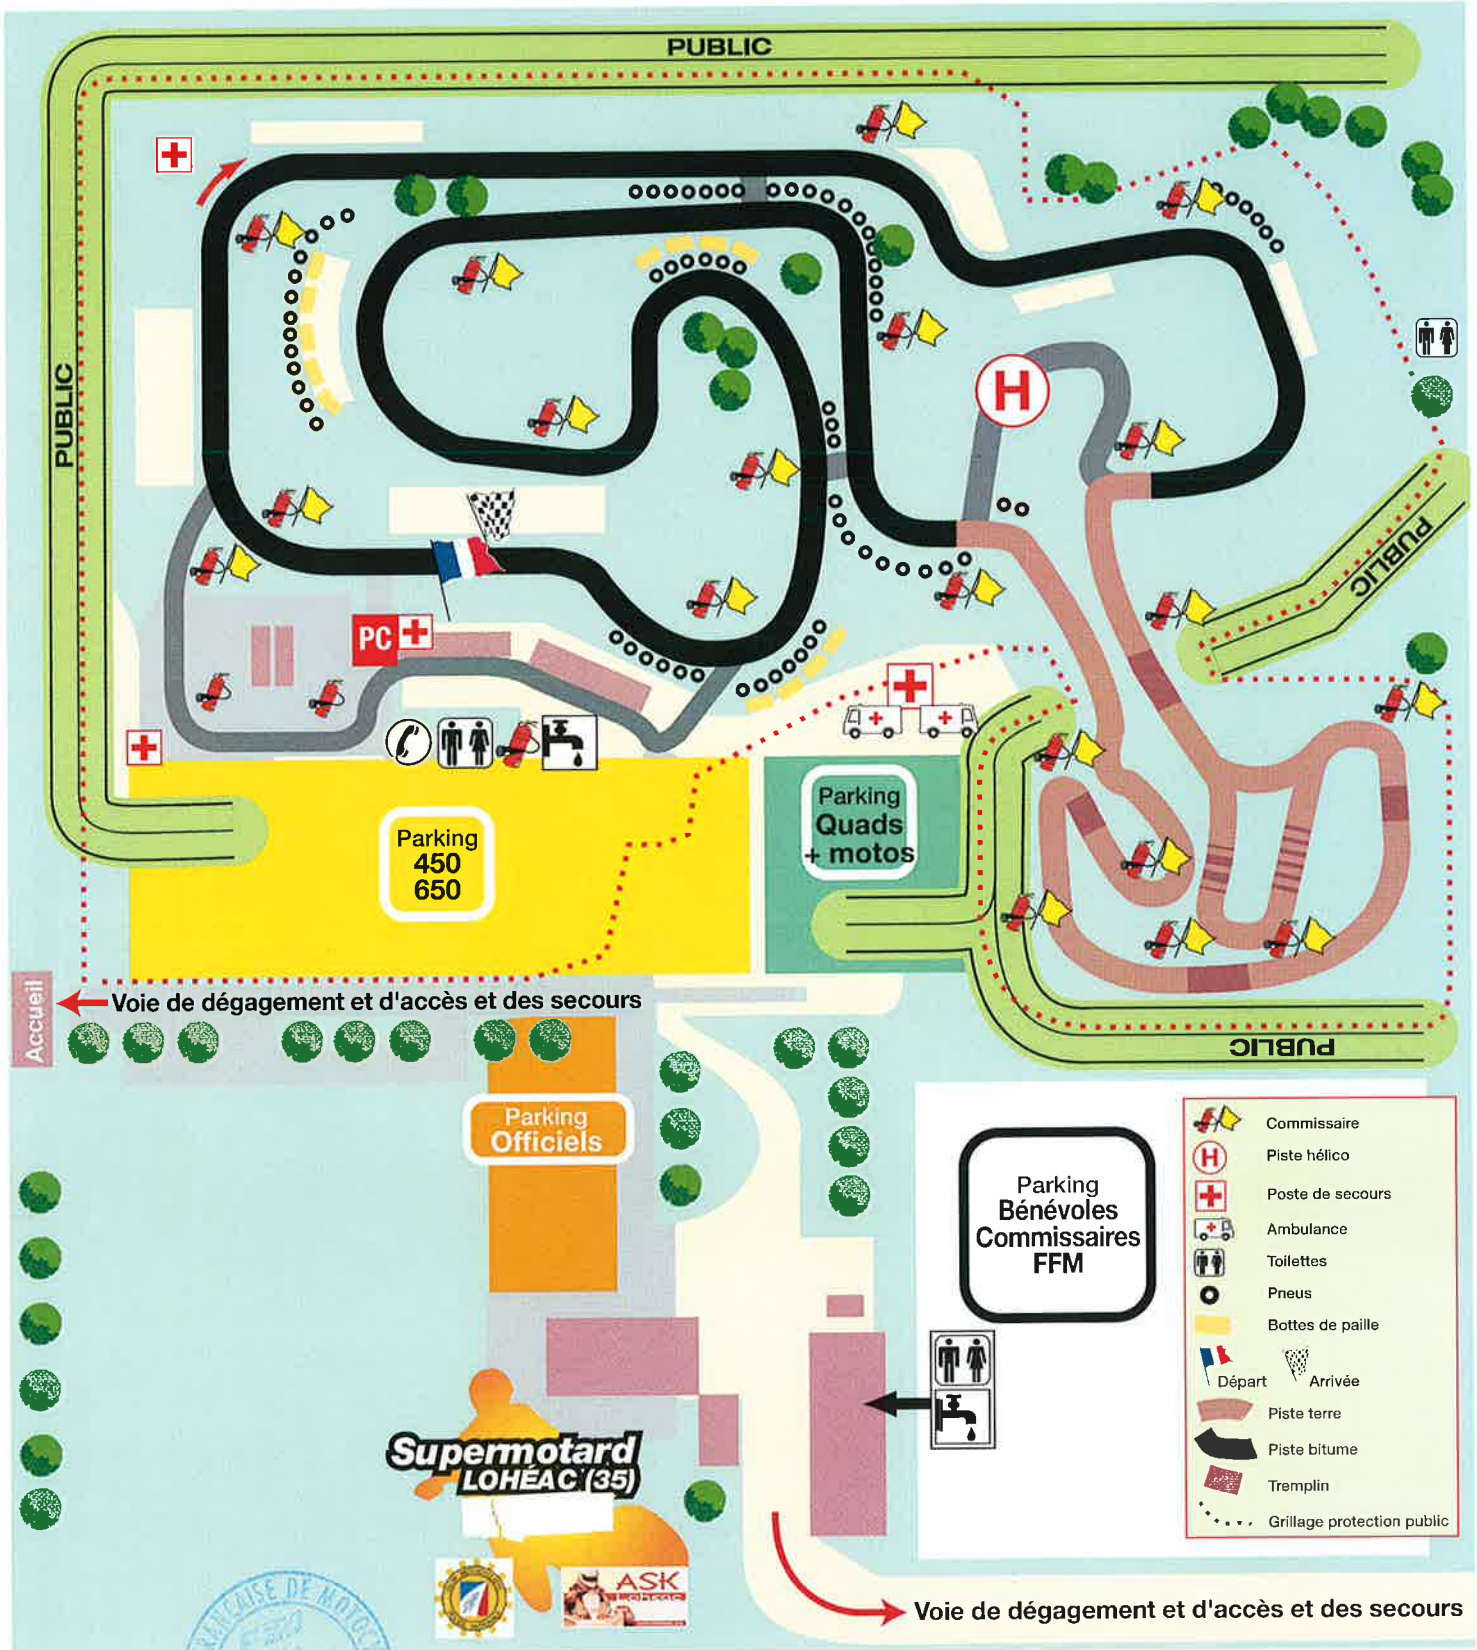 PUBLIC
PUBLIC
H
PUBLIC
PC
Parking
450
650
Parking
Quads
+ motos
Accueil
Voie de dégagement et d'accès et des secours
PUBLIC
Parking
Officiels
Parking
Bénévoles
Commissaires
FFM
Commissaire
H
Piste hélico
Poste de secours
Ambulance
Toilettes
Pneus
Bottes de paille
Départ
Arrivée
Piste terre
Piste bitume
Tremplin
Grillage protection public
Supermotard
LOHÉAC (35)
ASK
LOHEAC
Voie de dégagement et d'accès et des secours